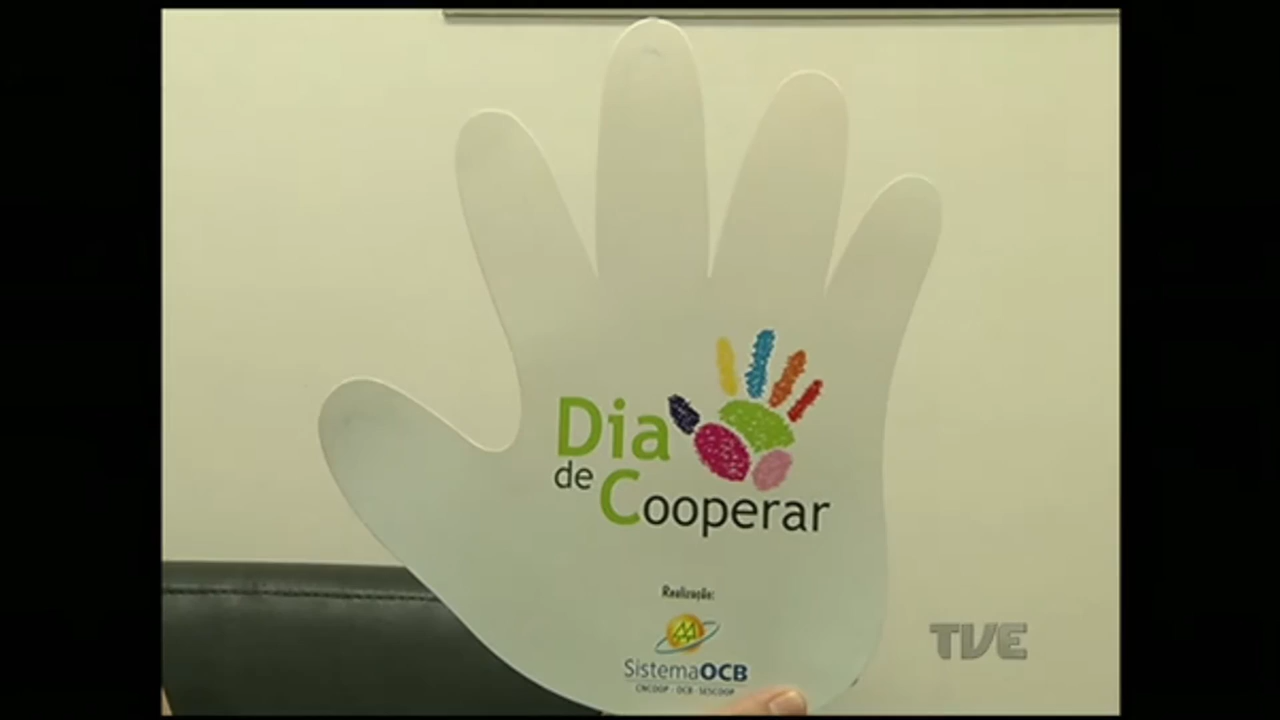 Dia
de Cooperar
Realização:
SistemaOCB
CNCOOP - OCB - SESCOOP
TVE